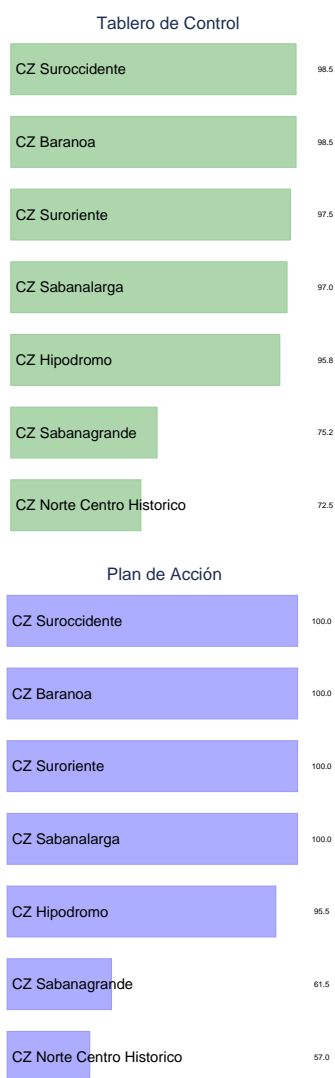 Tablero de Control
CZ Suroccidente 98.5
CZ Baranoa 98.5
CZ Suroriente 97.5
CZ Sabanalarga 97.0
CZ Hipodromo 95.8
CZ Sabanagrande 75.2
CZ Norte Centro Historico 72.5
Plan de Acción
CZ Suroccidente 100.0
CZ Baranoa 100.0
CZ Suroriente 100.0
CZ Sabanalarga 100.0
CZ Hipodromo 95.5
CZ Sabanagrande 61.5
CZ Norte Centro Historico 57.0